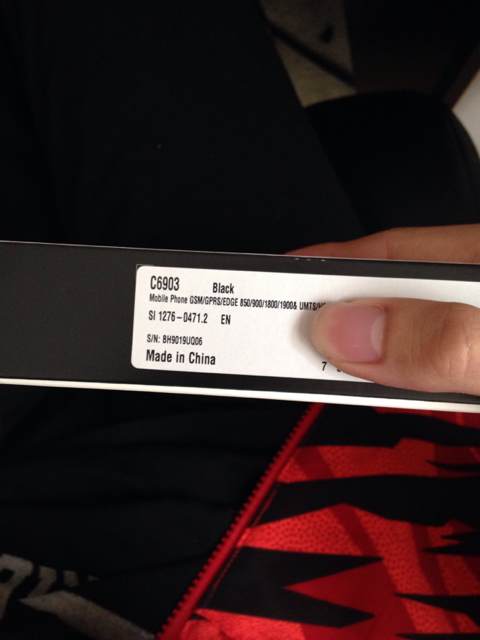 C6903 Black
Mobile Phone GSM/GPRS/EDGE 850/900/1800/1900& UMTS/
SI 1276-0471.2 EN
S/N: BH9019UQ06
Made in China
7